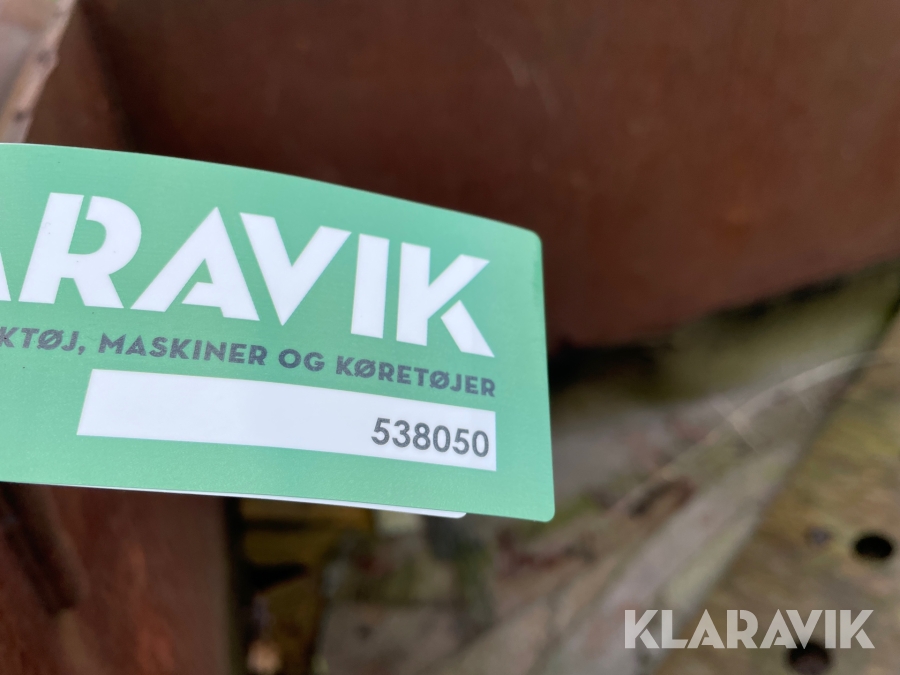 ARAVIK
KTØJ, MASKINER OG KØRETØJER
538050
KLARAVIK